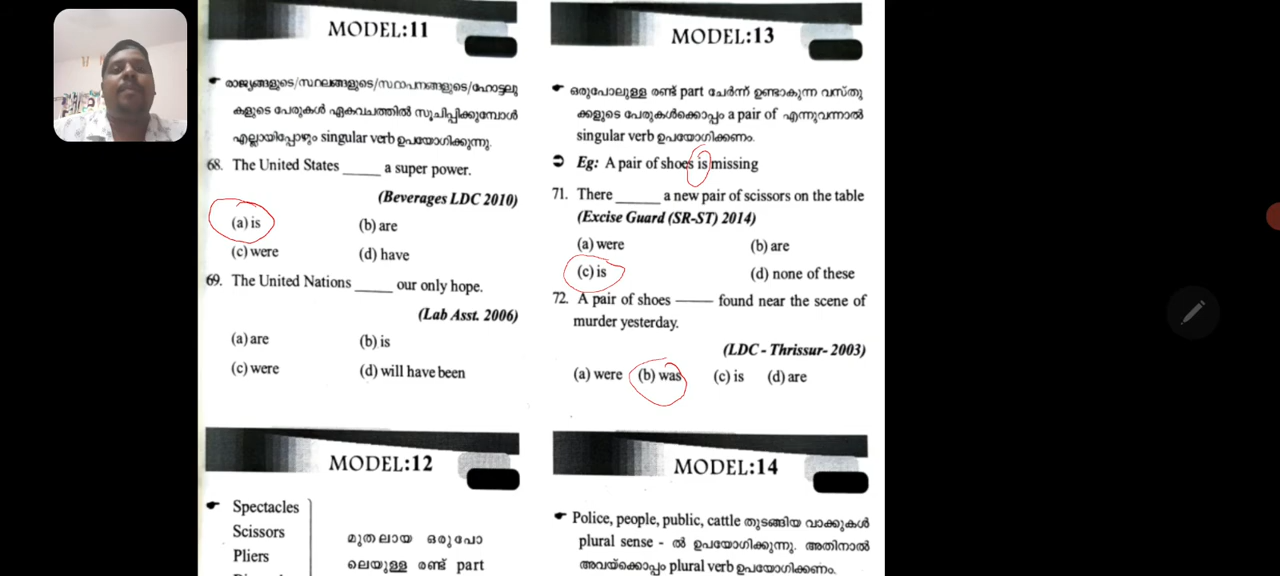 MODEL:11
☛ രാജ്യങ്ങളുടെ/സ്ഥലങ്ങളുടെ/സ്ഥാപനങ്ങളുടെ/ഹോട്ടലു
കളുടെ പേരുകൾ ഏകവചത്തിൽ സൂചിപ്പിക്കുമ്പോൾ
എല്ലായിപ്പോഴും singular verb ഉപയോഗിക്കുന്നു.
68. The United States _____ a super power.
(Beverages LDC 2010)
(a) is (b) are
(c) were (d) have
69. The United Nations _____ our only hope.
(Lab Asst. 2006)
(a) are (b) is
(c) were (d) will have been
MODEL:12
☛ Spectacles
Scissors
Pliers
മുതലായ ഒരുപോ
ലെയുള്ള രണ്ട് part
MODEL:13
☛ ഒരുപോലുള്ള രണ്ട് part ചേർന്ന് ഉണ്ടാകുന്ന വസ്തു
ക്കളുടെ പേരുകൾക്കൊപ്പം a pair of എന്നുവന്നാൽ
singular verb ഉപയോഗിക്കണം.
➲ Eg: A pair of shoes is missing
71. There ______ a new pair of scissors on the table
(Excise Guard (SR-ST) 2014)
(a) were (b) are
(c) is (d) none of these
72. A pair of shoes ——— found near the scene of
murder yesterday.
(LDC - Thrissur- 2003)
(a) were (b) was (c) is (d) are
MODEL:14
☛ Police, people, public, cattle തുടങ്ങിയ വാക്കുകൾ
plural sense - ൽ ഉപയോഗിക്കുന്നു. അതിനാൽ
അവയ്ക്കൊപ്പം plural verb ഉപയോഗിക്കണം.